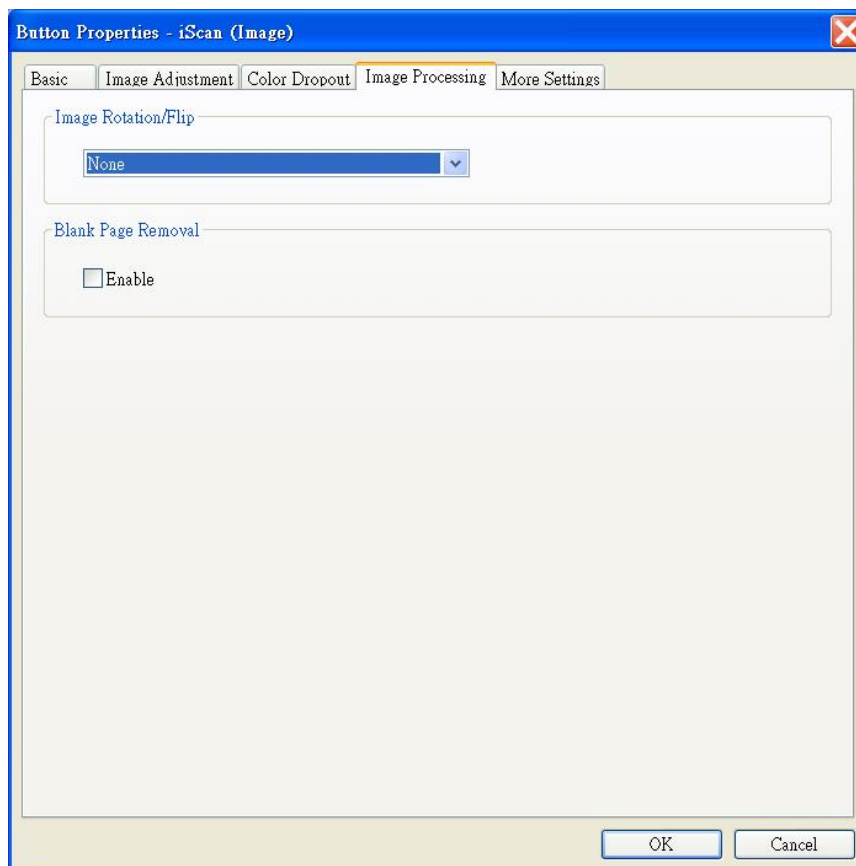 Button Properties - iScan (Image)
Basic Image Adjustment Color Dropout Image Processing More Settings
Image Rotation/Flip
None
Blank Page Removal
Enable
OK Cancel